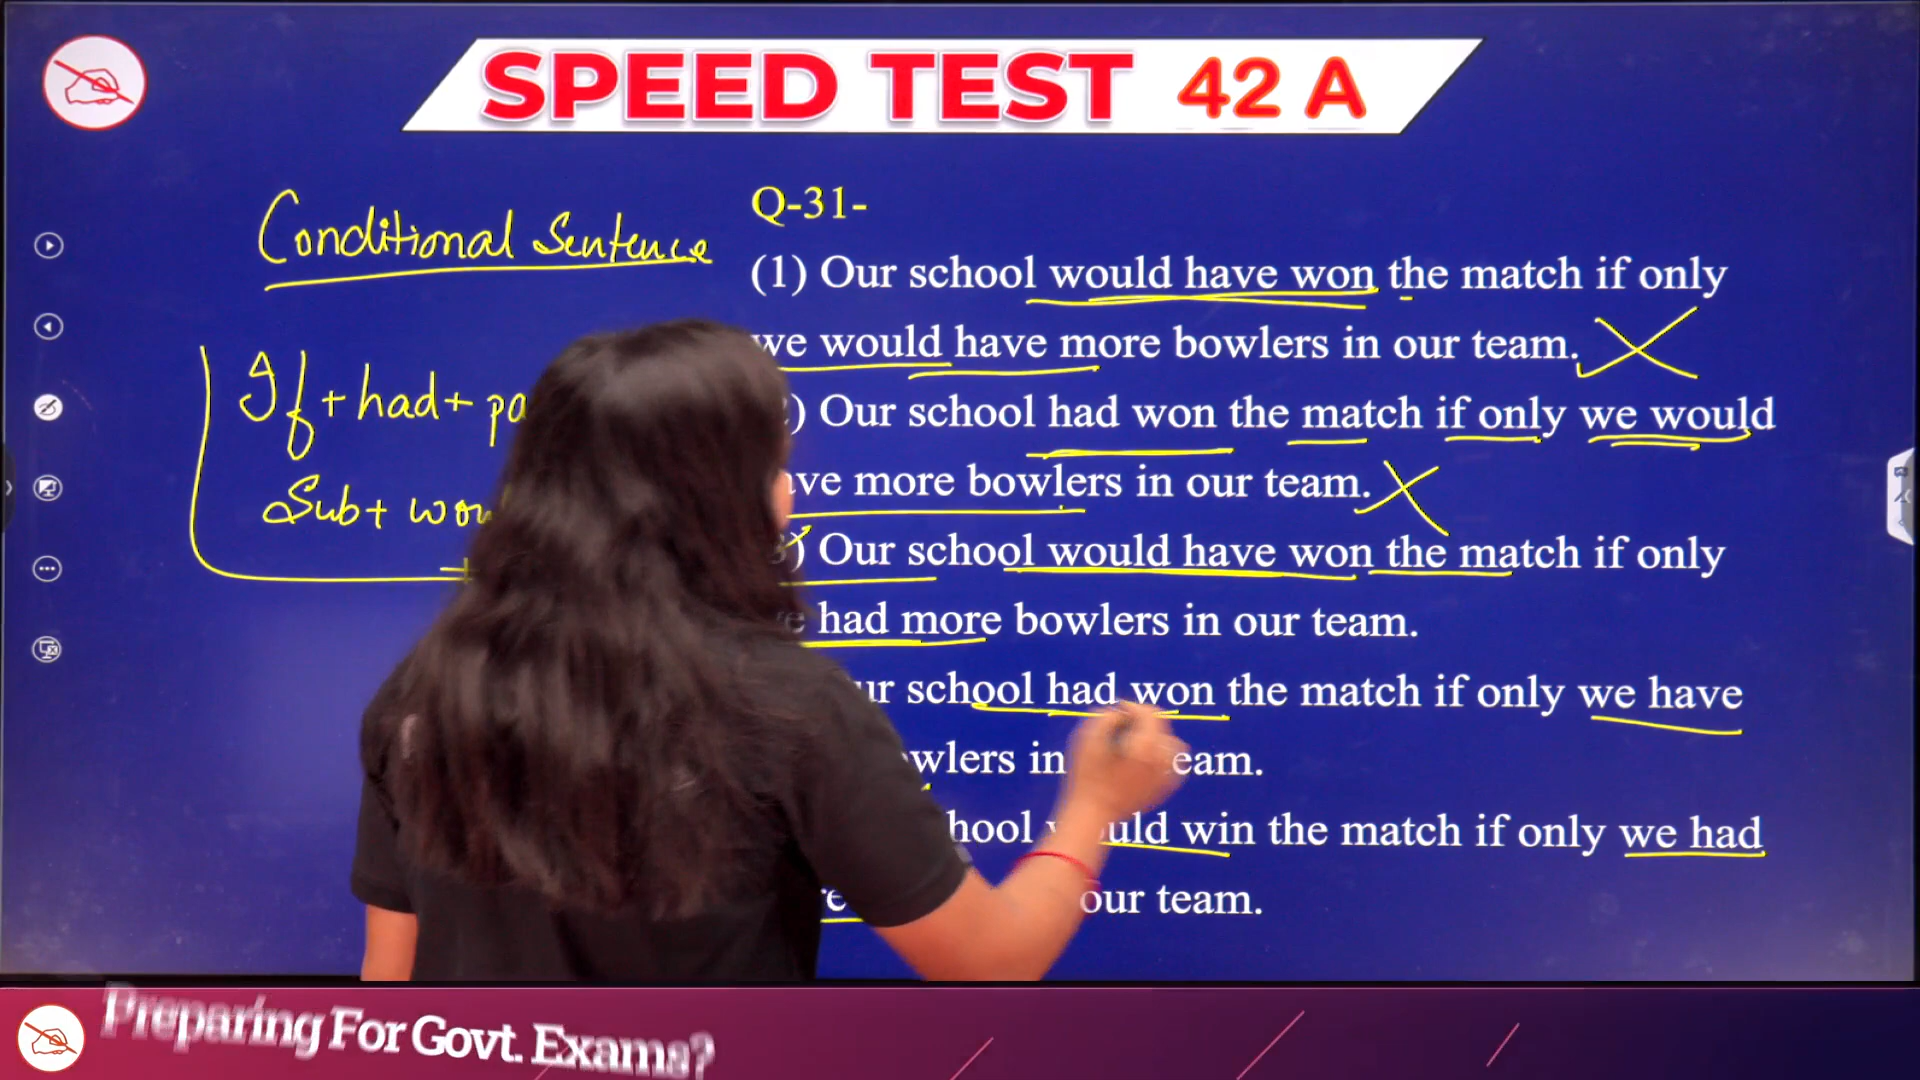 SPEED TEST 42 A
Conditional Sentence
If + had + pa
Sub + wou
+
Q-31-
(1) Our school would have won the match if only
we would have more bowlers in our team.
) Our school had won the match if only we would
ve more bowlers in our team.
3) Our school would have won the match if only
had more bowlers in our team.
ur school had won the match if only we have
wlers in eam.
hool uld win the match if only we had
re our team.
Preparing For Govt. Exams?